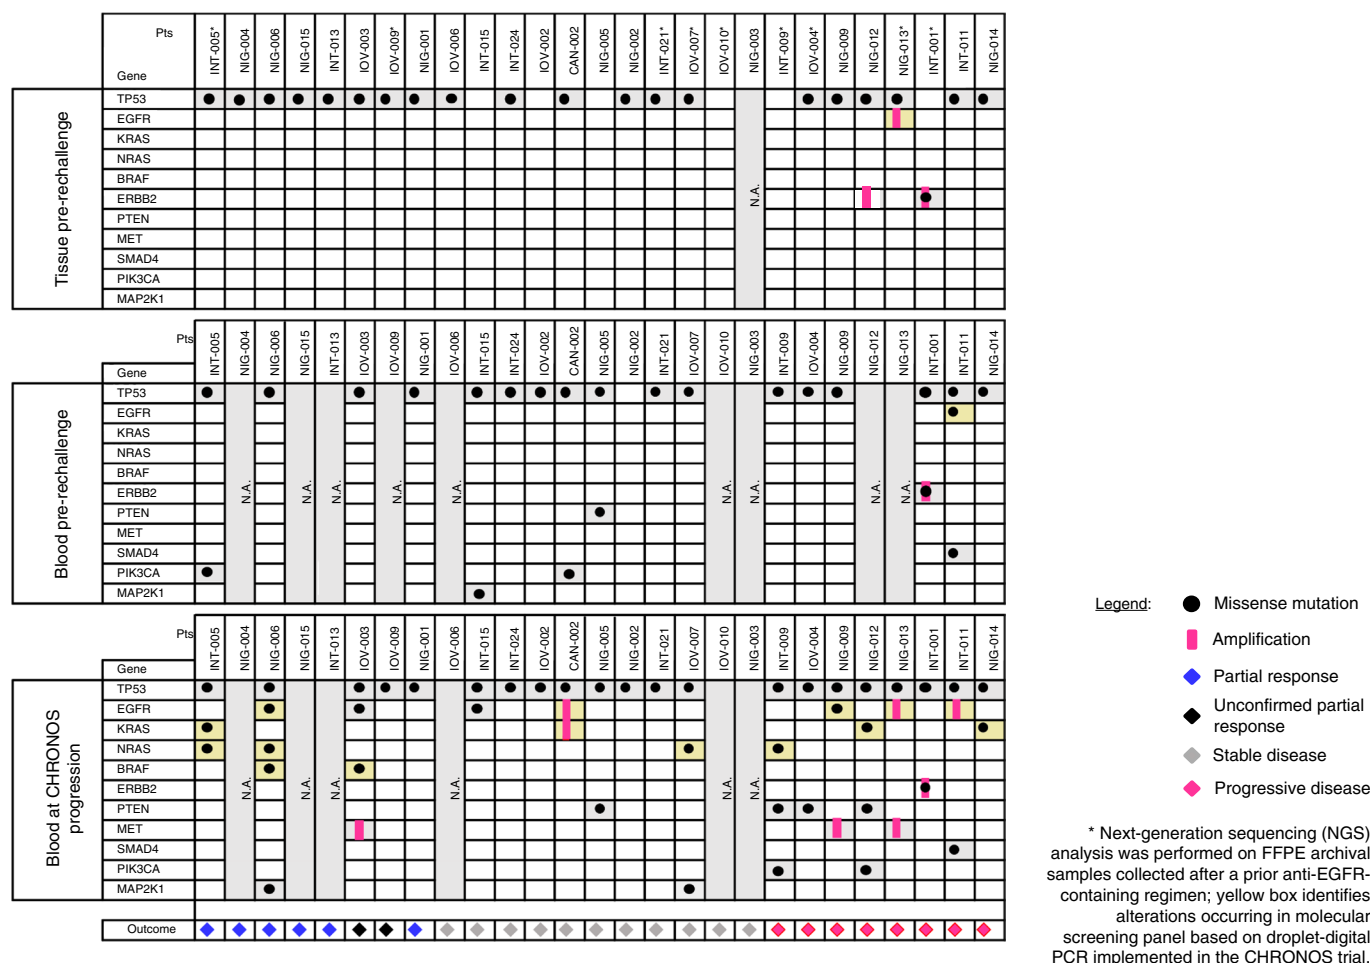 Pts INT-005* NIG-004 NIG-006 NIG-015 INT-013 IOV-003 IOV-009* NIG-001 IOV-006 INT-015 INT-024 IOV-002 CAN-002 NIG-005 NIG-002 INT-021* IOV-007* IOV-010* NIG-003 INT-009* IOV-004* NIG-009 NIG-012 NIG-013* INT-001* INT-011 NIG-014
Gene
Tissue pre-rechallenge
TP53
EGFR
KRAS
NRAS
BRAF
ERBB2
PTEN
MET
SMAD4
PIK3CA
MAP2K1
N.A.
Pts INT-005 NIG-004 NIG-006 NIG-015 INT-013 IOV-003 IOV-009 NIG-001 IOV-006 INT-015 INT-024 IOV-002 CAN-002 NIG-005 NIG-002 INT-021 IOV-007 IOV-010 NIG-003 INT-009 IOV-004 NIG-009 NIG-012 NIG-013 INT-001 INT-011 NIG-014
Gene
Blood pre-rechallenge
TP53
EGFR
KRAS
NRAS
BRAF
ERBB2
PTEN
MET
SMAD4
PIK3CA
MAP2K1
N.A. N.A. N.A. N.A. N.A. N.A. N.A. N.A. N.A.
Pts INT-005 NIG-004 NIG-006 NIG-015 INT-013 IOV-003 IOV-009 NIG-001 IOV-006 INT-015 INT-024 IOV-002 CAN-002 NIG-005 NIG-002 INT-021 IOV-007 IOV-010 NIG-003 INT-009 IOV-004 NIG-009 NIG-012 NIG-013 INT-001 INT-011 NIG-014
Gene
Blood at CHRONOS
progression
TP53
EGFR
KRAS
NRAS
BRAF
ERBB2
PTEN
MET
SMAD4
PIK3CA
MAP2K1
N.A. N.A. N.A. N.A. N.A. N.A.
Outcome
Legend:
Missense mutation
Amplification
Partial response
Unconfirmed partial
response
Stable disease
Progressive disease
* Next-generation sequencing (NGS)
analysis was performed on FFPE archival
samples collected after a prior anti-EGFR-
containing regimen; yellow box identifies
alterations occurring in molecular
screening panel based on droplet-digital
PCR implemented in the CHRONOS trial.